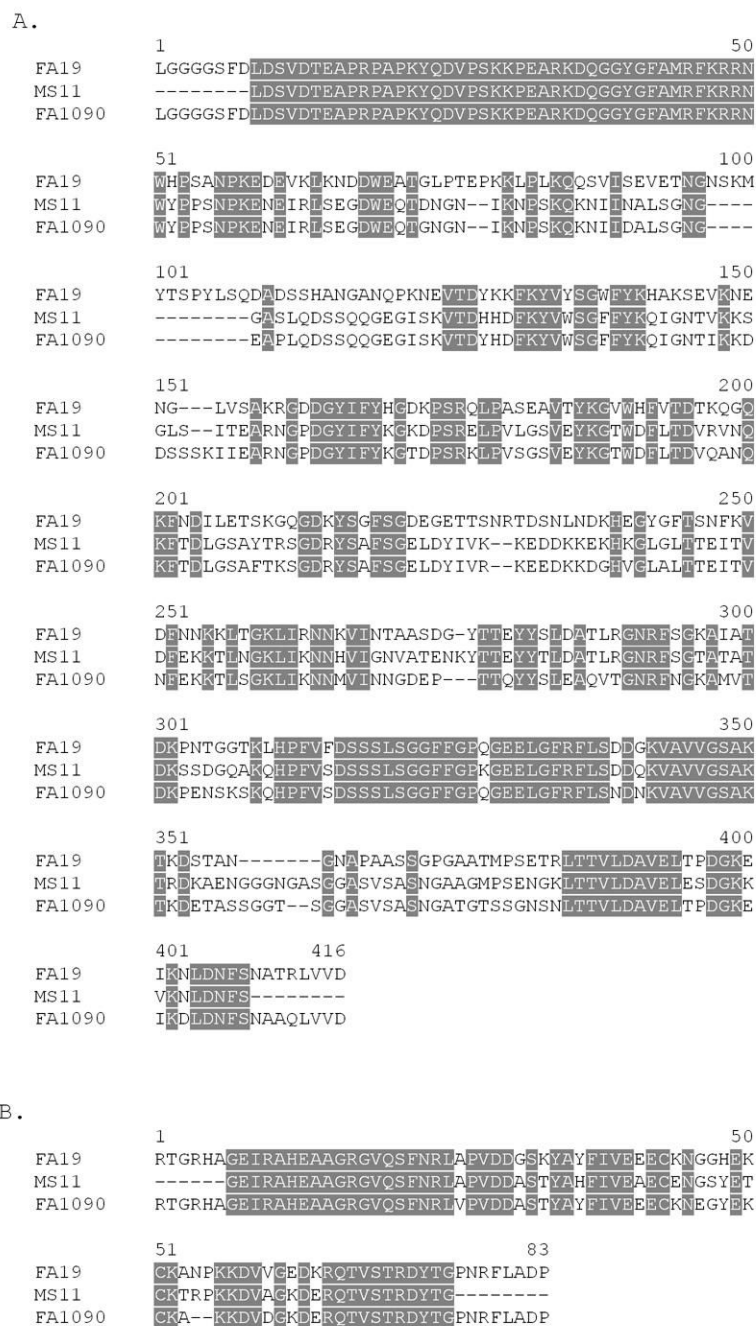 A.
1 50
FA19 LGGGGSFDLDSVDTEAPRPAPKYQDVPSKKPEARKDQGGYGFAMRFKRRN
MS11 --------LDSVDTEAPRPAPKYQDVPSKKPEARKDQGGYGFAMRFKRRN
FA1090 LGGGGSFDLDSVDTEAPRPAPKYQDVPSKKPEARKDQGGYGFAMRFKRRN
51 100
FA19 WHPSANPKEDEVKLKNDDWEATGLPTEPKKLPLKQQSVISEVETNGNSKM
MS11 WYPPSNPKENEIRLSEGDWEQTDNGN--IKNPSKQKNIINALSGNG----
FA1090 WYPPSNPKENEIRLSEGDWEQTGNGN--IKNPSKQKNIIDALSGNG----
101 150
FA19 YTSPYLSQDADSSHANGANQPKNEVTDYKKFKYVYSGWFYKHAKSEVKNE
MS11 --------GASLQDSSQQGEGISKVTDHHDFKYVWSGFFYKQIGNTVKKS
FA1090 --------EAPLQDSSQQGEGISKVTDYHDFKYVWSGFFYKQIGNTIKKD
151 200
FA19 NG---LVSAKRGDDGYIFYHGDKPSRQLPASEAVTYKGVWHFVTDTKQGQ
MS11 GLS-ITEARNGPDGYIFYKGKDPSRELPVLGSVEYKGTWDFLTDVRVNQ
FA1090 DSSSKIIEARNGPDGYIFYKGTDPSRKLPVSGSVEYKGTWDFLTDVQANQ
201 250
FA19 KFNDILETSKGQGDKYSGFSGDEGETTSNRTDSNLNDKHEGYGFTSNFKV
MS11 KFTDLGSAYTRSGDRYSAFSGELDYIVK--KEDDKKEKHKGLGLTTEITV
FA1090 KFTDLGSAFTKSGDRYSAFSGELDYIVR--KEEDKKDGHVGLALTTEITV
251 300
FA19 DFNNKKLTGKLIRNNKVINTAASDG-YTTEYYSLDATLRGNRFSGKAIAT
MS11 DFEKKTLNGKLIKNNHVIGNVATENKYTTEYYTLDATLRGNRFSGTATAT
FA1090 NFEKKTLSGKLIKNNMVINNGDEP---TTQYYSLEAQVTGNRFNGKAMVT
301 350
FA19 DKPNTGGTKLHPFVFDSSSLSGGFFGPQGEELGFRFLSDDGKVAVVGSAK
MS11 DKSSDGQAKQHPFVSDSSSLSGGFFGPKGEELGFRFLSDDQKVAVVGSAK
FA1090 DKPENSKSKQHPFVSDSSSLSGGFFGPQGEELGFRFLSNDNKVAVVGSAK
351 400
FA19 TKDSTAN-------GNAPAASSGPGAATMPSETRLTTVLDAVELTPDGKE
MS11 TRDKAENGGGNGASGGASVSASNGAAGMPSENGKLTTVLDAVELESDGKK
FA1090 TKDETASSGGT--SGGASVSASNGATGTSSGNSNLTTVLDAVELTPDGKE
401 416
FA19 IKNLDNFSNATRLVVD
MS11 VKNLDNFS--------
FA1090 IKDLDNFSNAAQLVVD
B.
1 50
FA19 RTGRHAGEIRAHEAAGRGVQSFNRLAPVDDGSKYAYFIVEEEECKNGGHEK
MS11 ------GEIRAHEAAGRGVQSFNRLAPVDDASTYAHFIVEAECENGSYET
FA1090 RTGRHAGEIRAHEAAGRGVQSFNRLVPVDDASTYAYFIVEEECKNEGYEK
51 83
FA19 CKANPKKDVVGEDKRQTVSTRDYTGPNRFLADP
MS11 CKTRPKKDVAGKDERQTVSTRDYTG--------
FA1090 CKA--KKDVDGKDERQTVSTRDYTGPNRFLADP